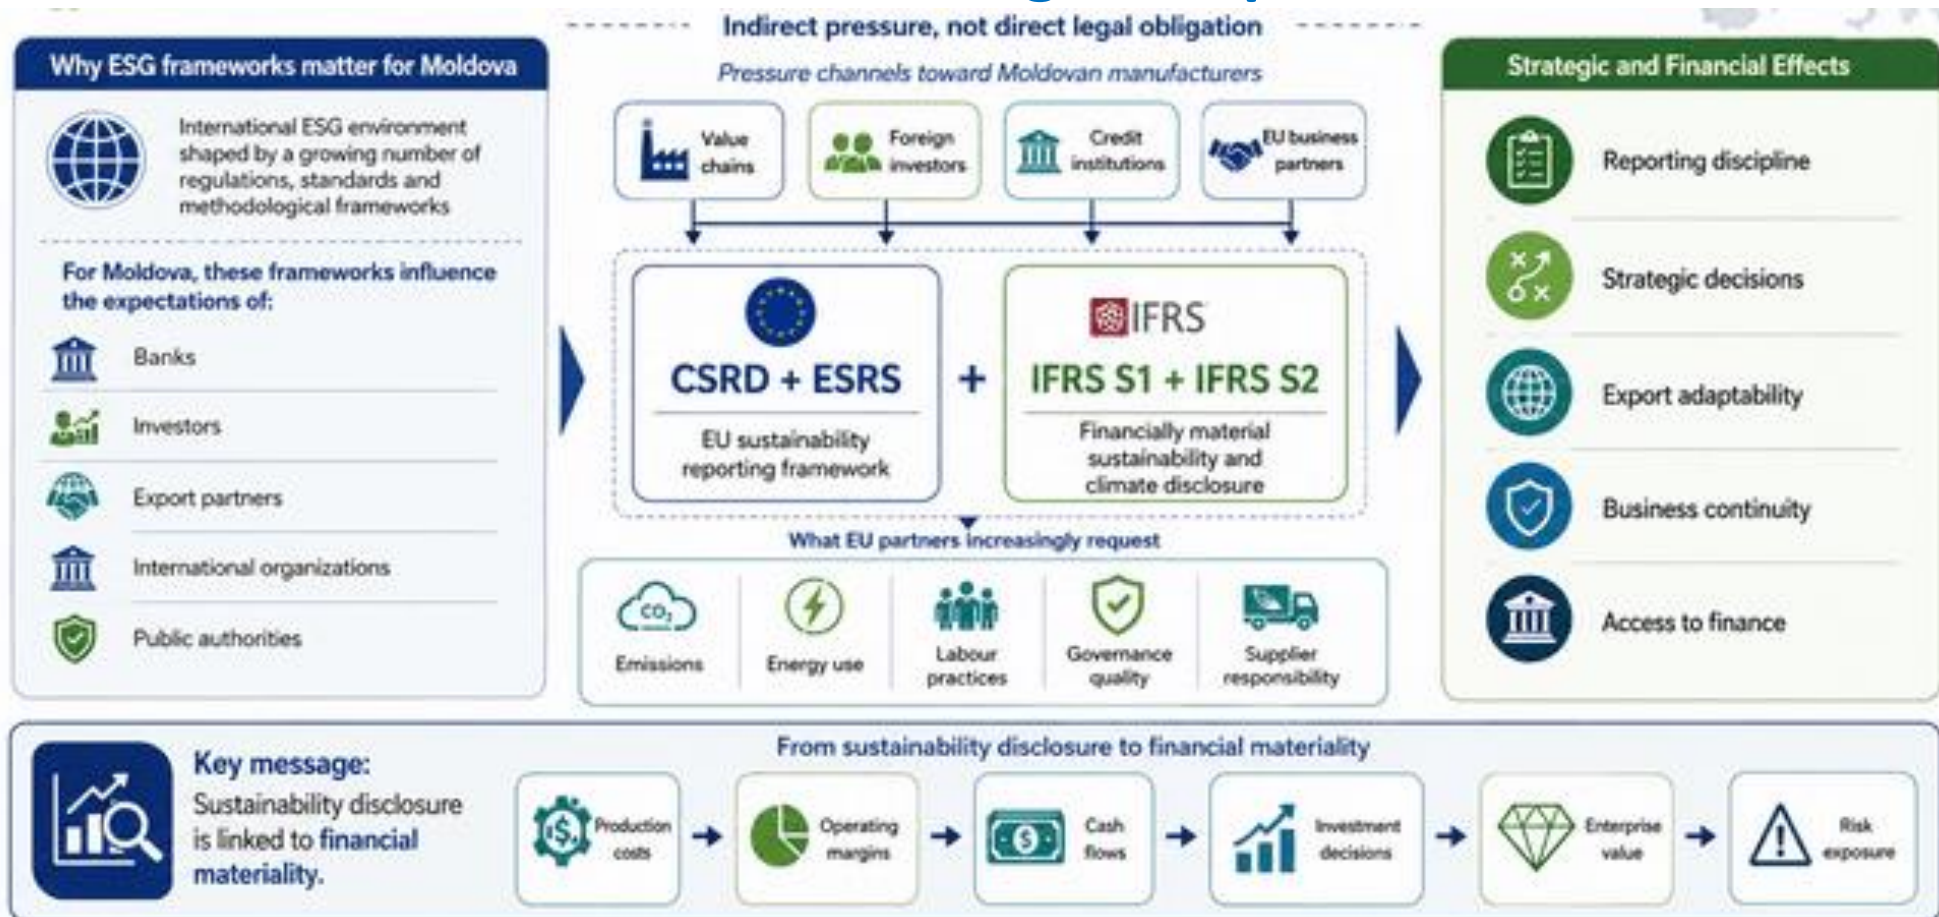 Indirect pressure, not direct legal obligation
Pressure channels toward Moldovan manufacturers
Why ESG frameworks matter for Moldova
International ESG environment
shaped by a growing number of
regulations, standards and
methodological frameworks
For Moldova, these frameworks influence
the expectations of:
Banks
Investors
Export partners
International organizations
Public authorities
Value
chains
Foreign
investors
Credit
institutions
EU business
partners
CSRD + ESRS
EU sustainability
reporting framework
+
IFRS
IFRS S1 + IFRS S2
Financially material
sustainability and
climate disclosure
What EU partners increasingly request
CO₂
Emissions
Energy use
Labour
practices
Governance
quality
Supplier
responsibility
Strategic and Financial Effects
Reporting discipline
Strategic decisions
Export adaptability
Business continuity
Access to finance
Key message:
Sustainability disclosure
is linked to financial
materiality.
From sustainability disclosure to financial materiality
Production
costs
Operating
margins
Cash
flows
Investment
decisions
Enterprise
value
Risk
exposure